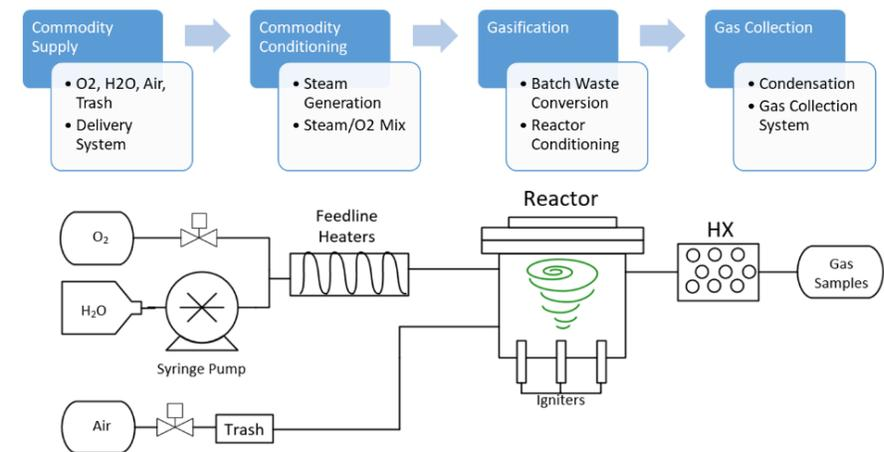 Commodity
Supply
• O2, H2O, Air,
Trash
• Delivery
System
Commodity
Conditioning
• Steam
Generation
• Steam/O2 Mix
Gasification
• Batch Waste
Conversion
• Reactor
Conditioning
Gas Collection
• Condensation
• Gas Collection
System
O₂
H₂O
Syringe Pump
Feedline
Heaters
Reactor
Igniters
HX
Gas
Samples
Air
Trash